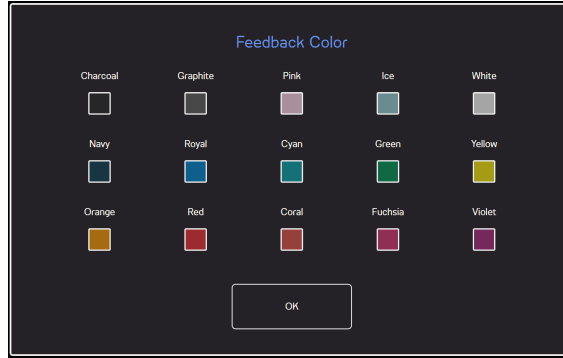 Feedback Color
Charcoal Graphite Pink Ice White
Navy Royal Cyan Green Yellow
Orange Red Coral Fuchsia Violet
OK